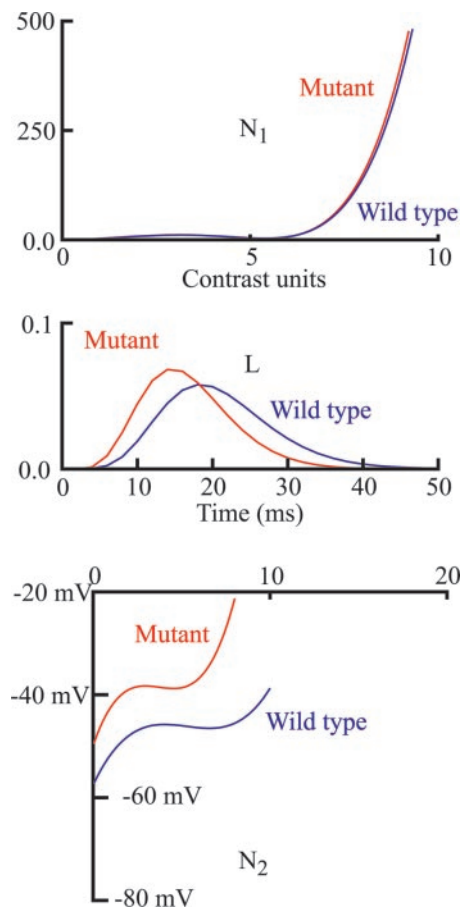 500
Mutant
N1
250
Wild type
0.0
0 5 10
Contrast units
0.1
Mutant
L
Wild type
0.0
0 10 20 30 40 50
Time (ms)
0 10 20
-20 mV
Mutant
-40 mV
Wild type
-60 mV
N2
-80 mV